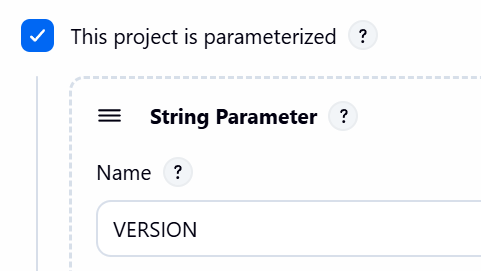 This project is parameterized ?
String Parameter ?
Name ?
VERSION